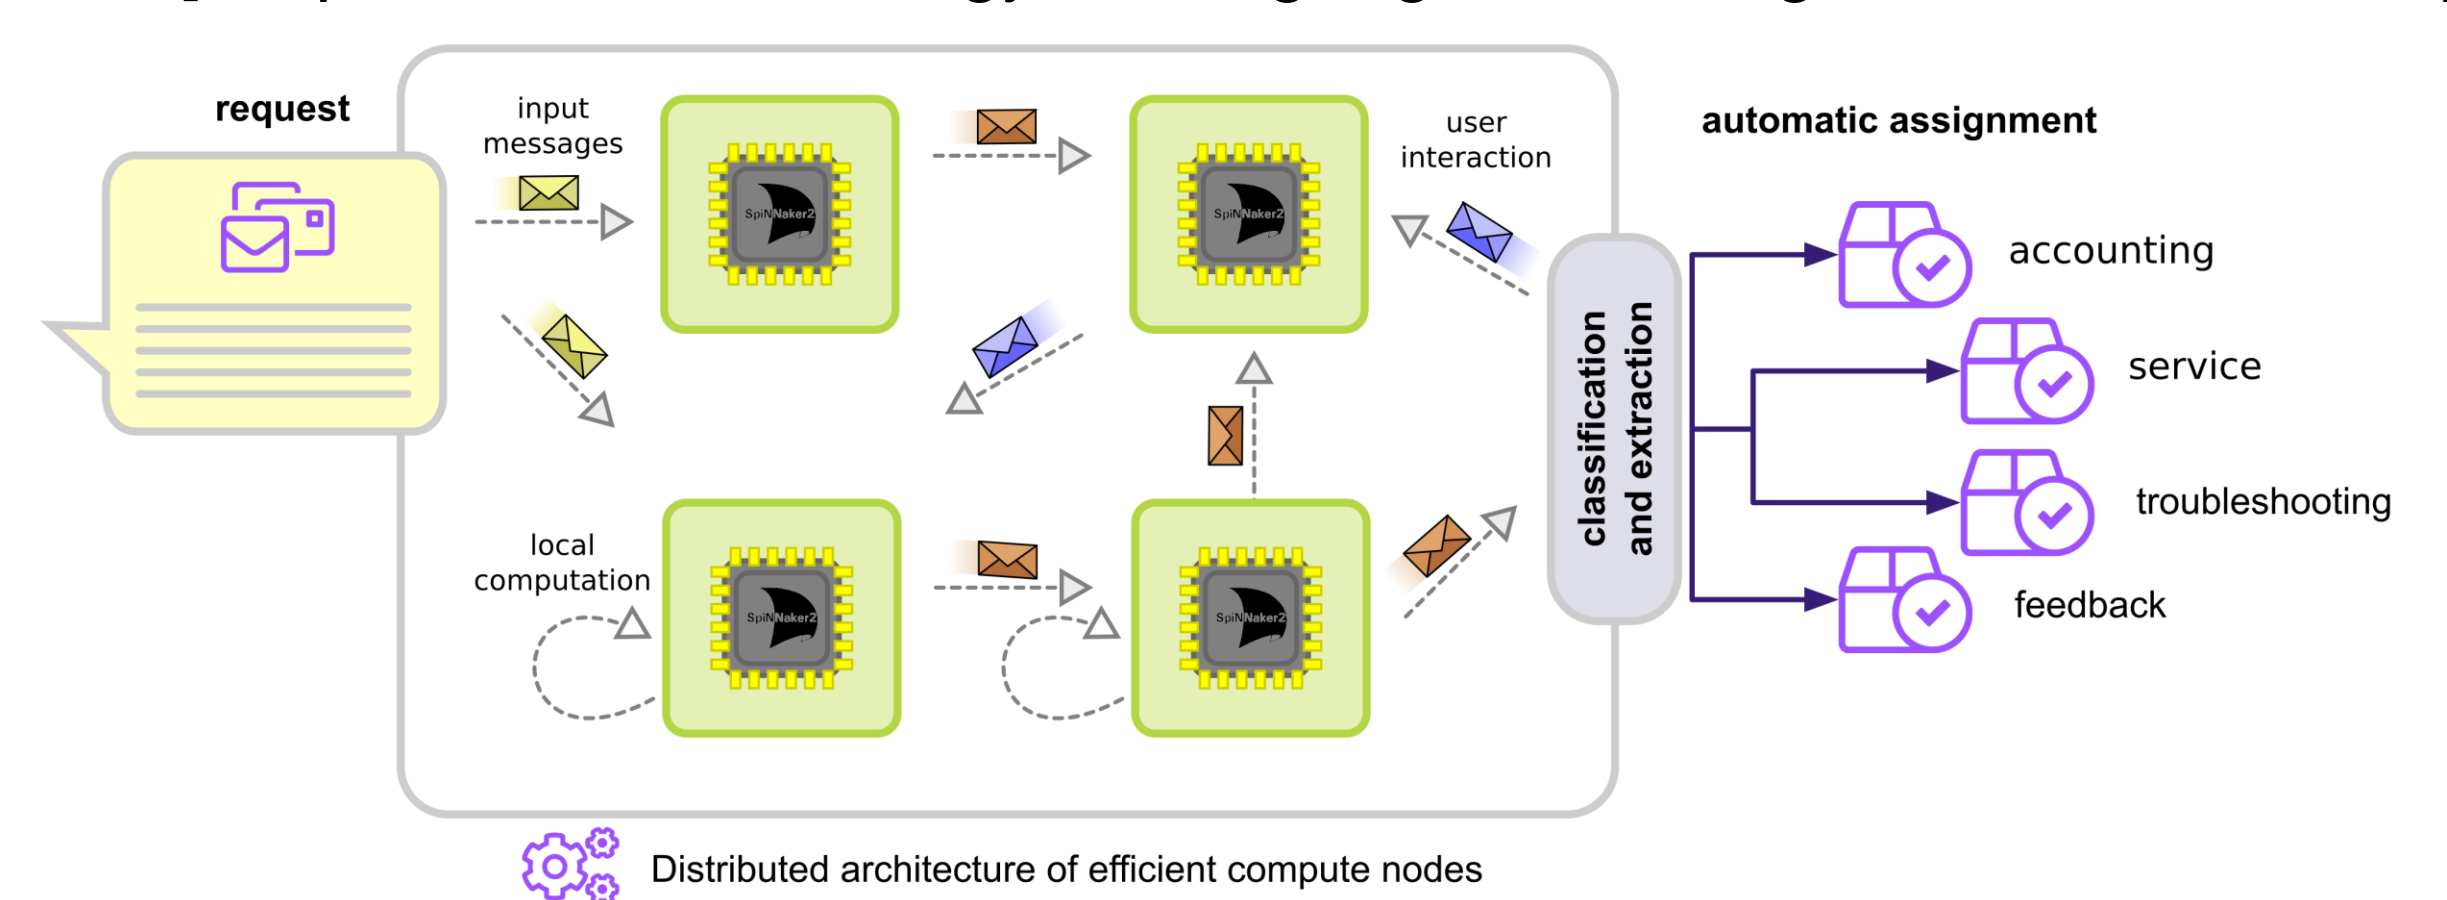 request
input
messages
user
interaction
automatic assignment
SpiNNaker2
SpiNNaker2
accounting
service
classification
and extraction
troubleshooting
local
computation
feedback
SpiNNaker2
SpiNNaker2
Distributed architecture of efficient compute nodes